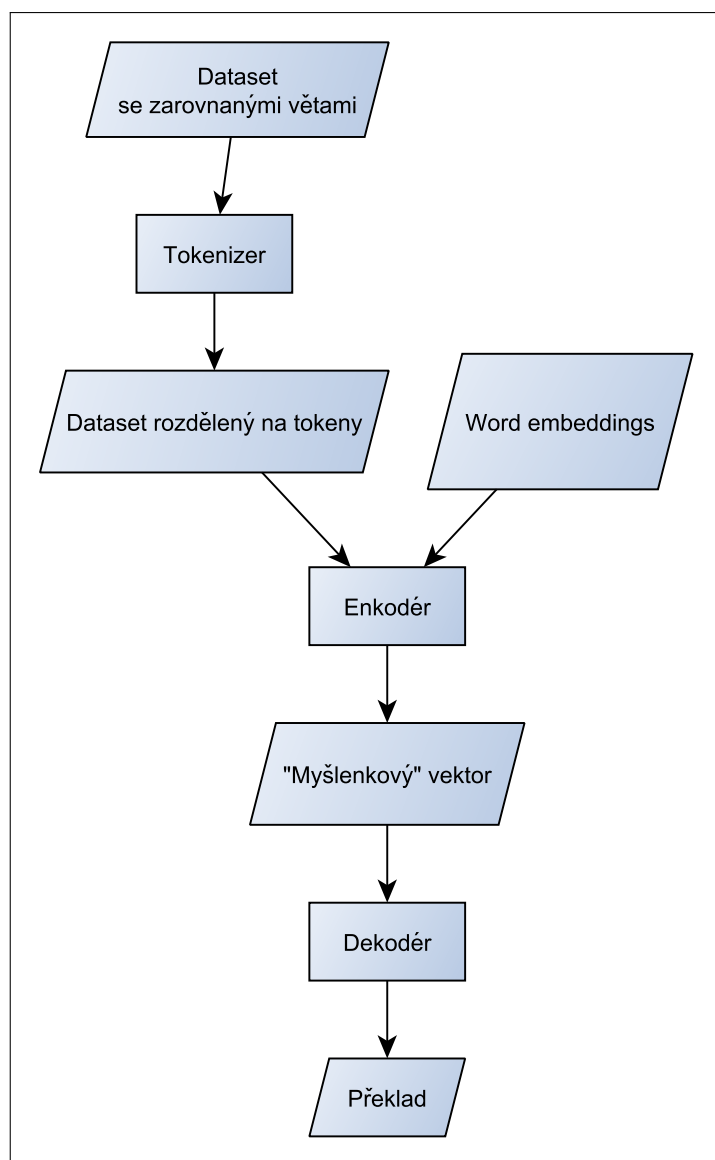 Dataset
se zarovnanými větami
Tokenizer
Dataset rozdělený na tokeny
Word embeddings
Enkodér
"Myšlenkový" vektor
Dekodér
Překlad